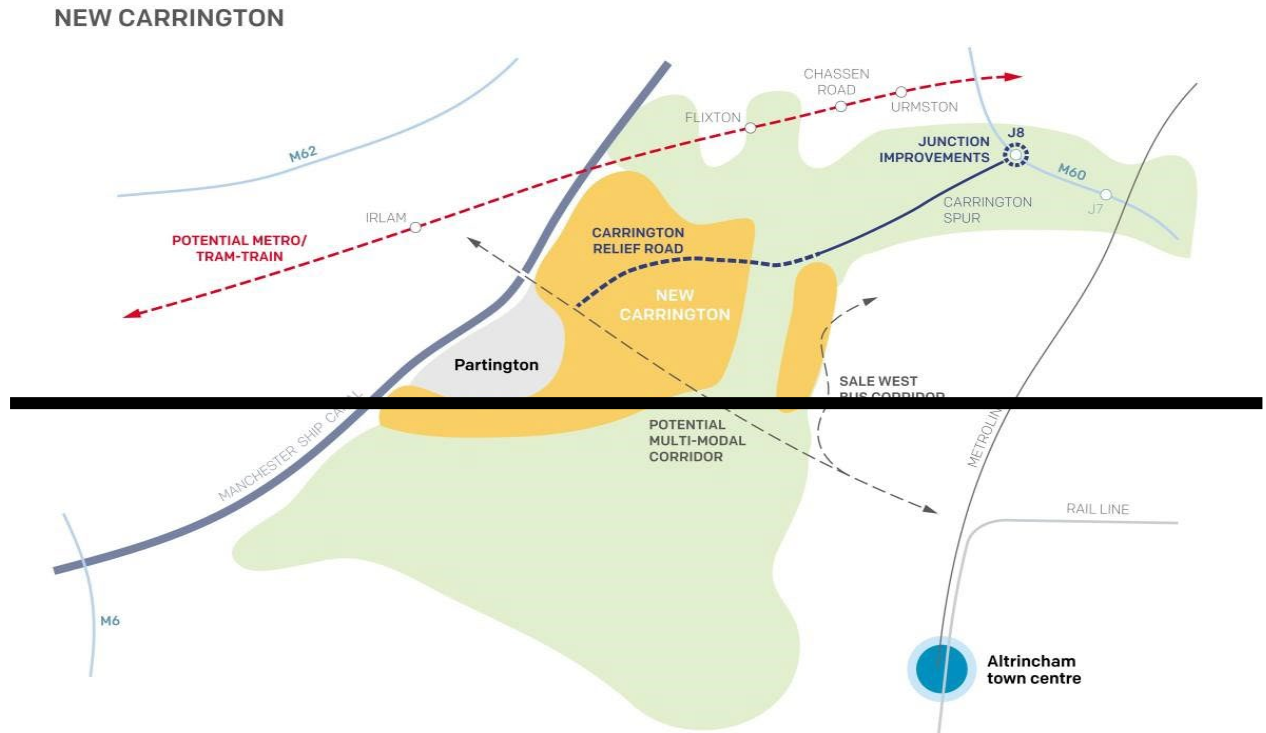 NEW CARRINGTON
CHASSEN
ROAD
FLIXTON
URMSTON
M62
J8
JUNCTION
IMPROVEMENTS
M60
J7
CARRINGTON
SPUR
IRLAM
POTENTIAL METRO/
TRAM-TRAIN
CARRINGTON
RELIEF ROAD
NEW
CARRINGTON
Partington
SALE WEST
BUS CORRIDOR
MANCHESTER SHIP CANAL
POTENTIAL
MULTI-MODAL
CORRIDOR
RAIL LINE
M6
Altrincham
town centre